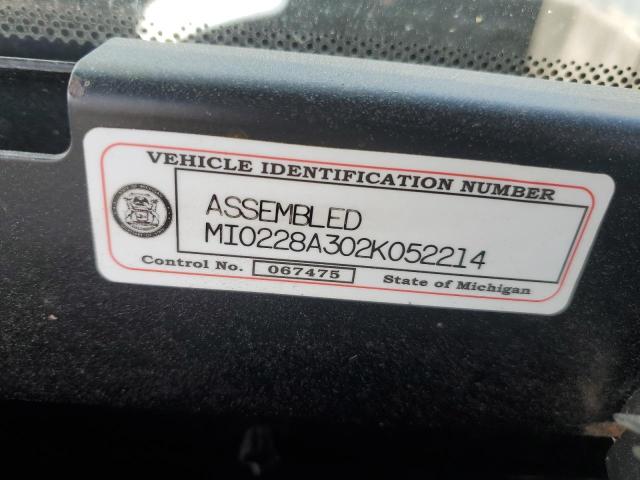 VEHICLE IDENTIFICATION NUMBER
ASSEMBLED
MI0228A302K052214
Control No. 067475 State of Michigan